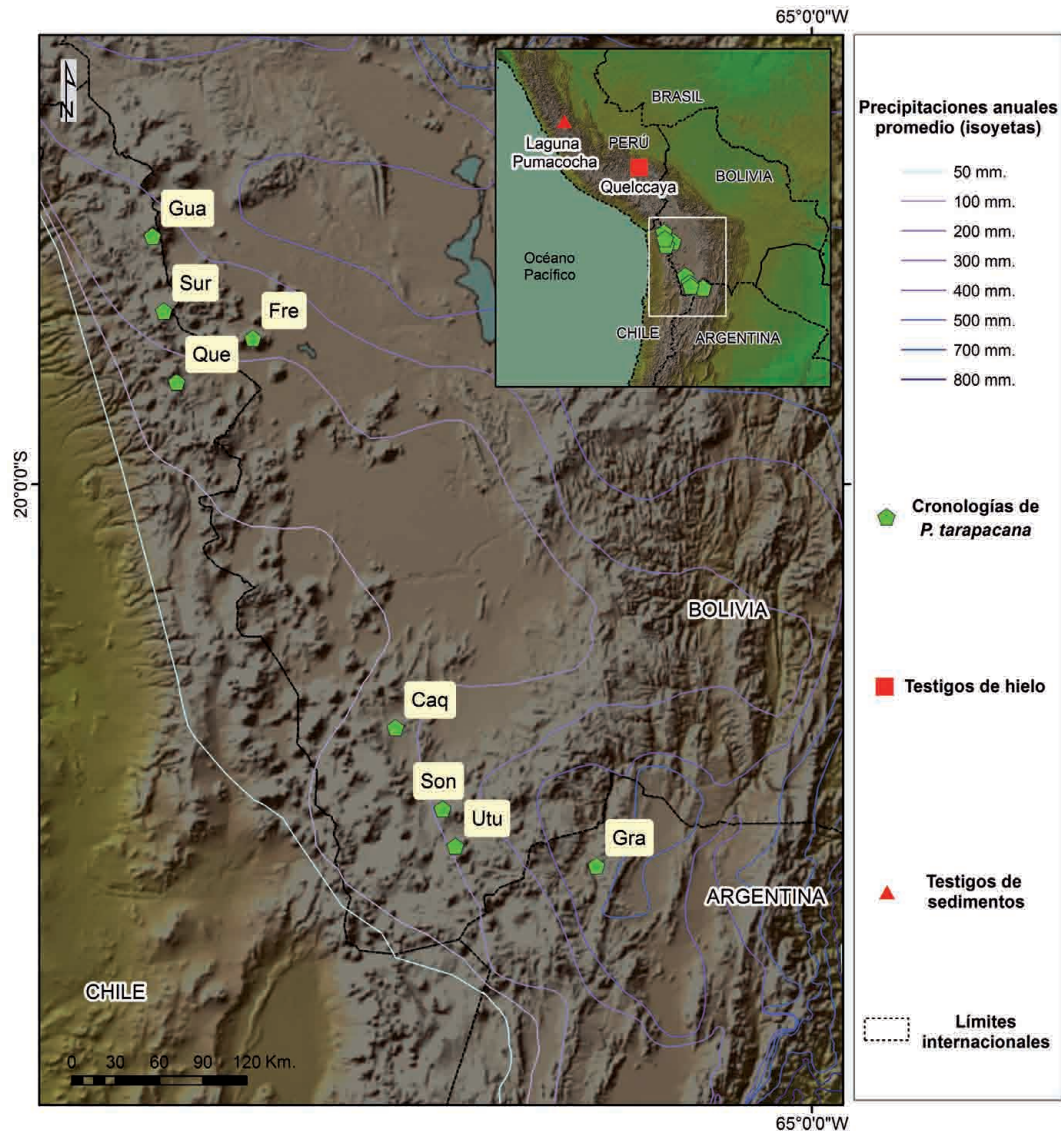 65°0'0"W
N
BRASIL
PERÚ
Laguna
Pumacocha
Quelccaya
BOLIVIA
Océano
Pacífico
CHILE
ARGENTINA
Gua
Sur
Fre
Que
20°0'0"S
BOLIVIA
Caq
Son
Utu
Gra
ARGENTINA
CHILE
0 30 60 90 120 Km.
65°0'0"W
Precipitaciones anuales
promedio (isoyetas)
50 mm.
100 mm.
200 mm.
300 mm.
400 mm.
500 mm.
700 mm.
800 mm.
Cronologías de
P. tarapacana
Testigos de hielo
Testigos de
sedimentos
Límites
internacionales